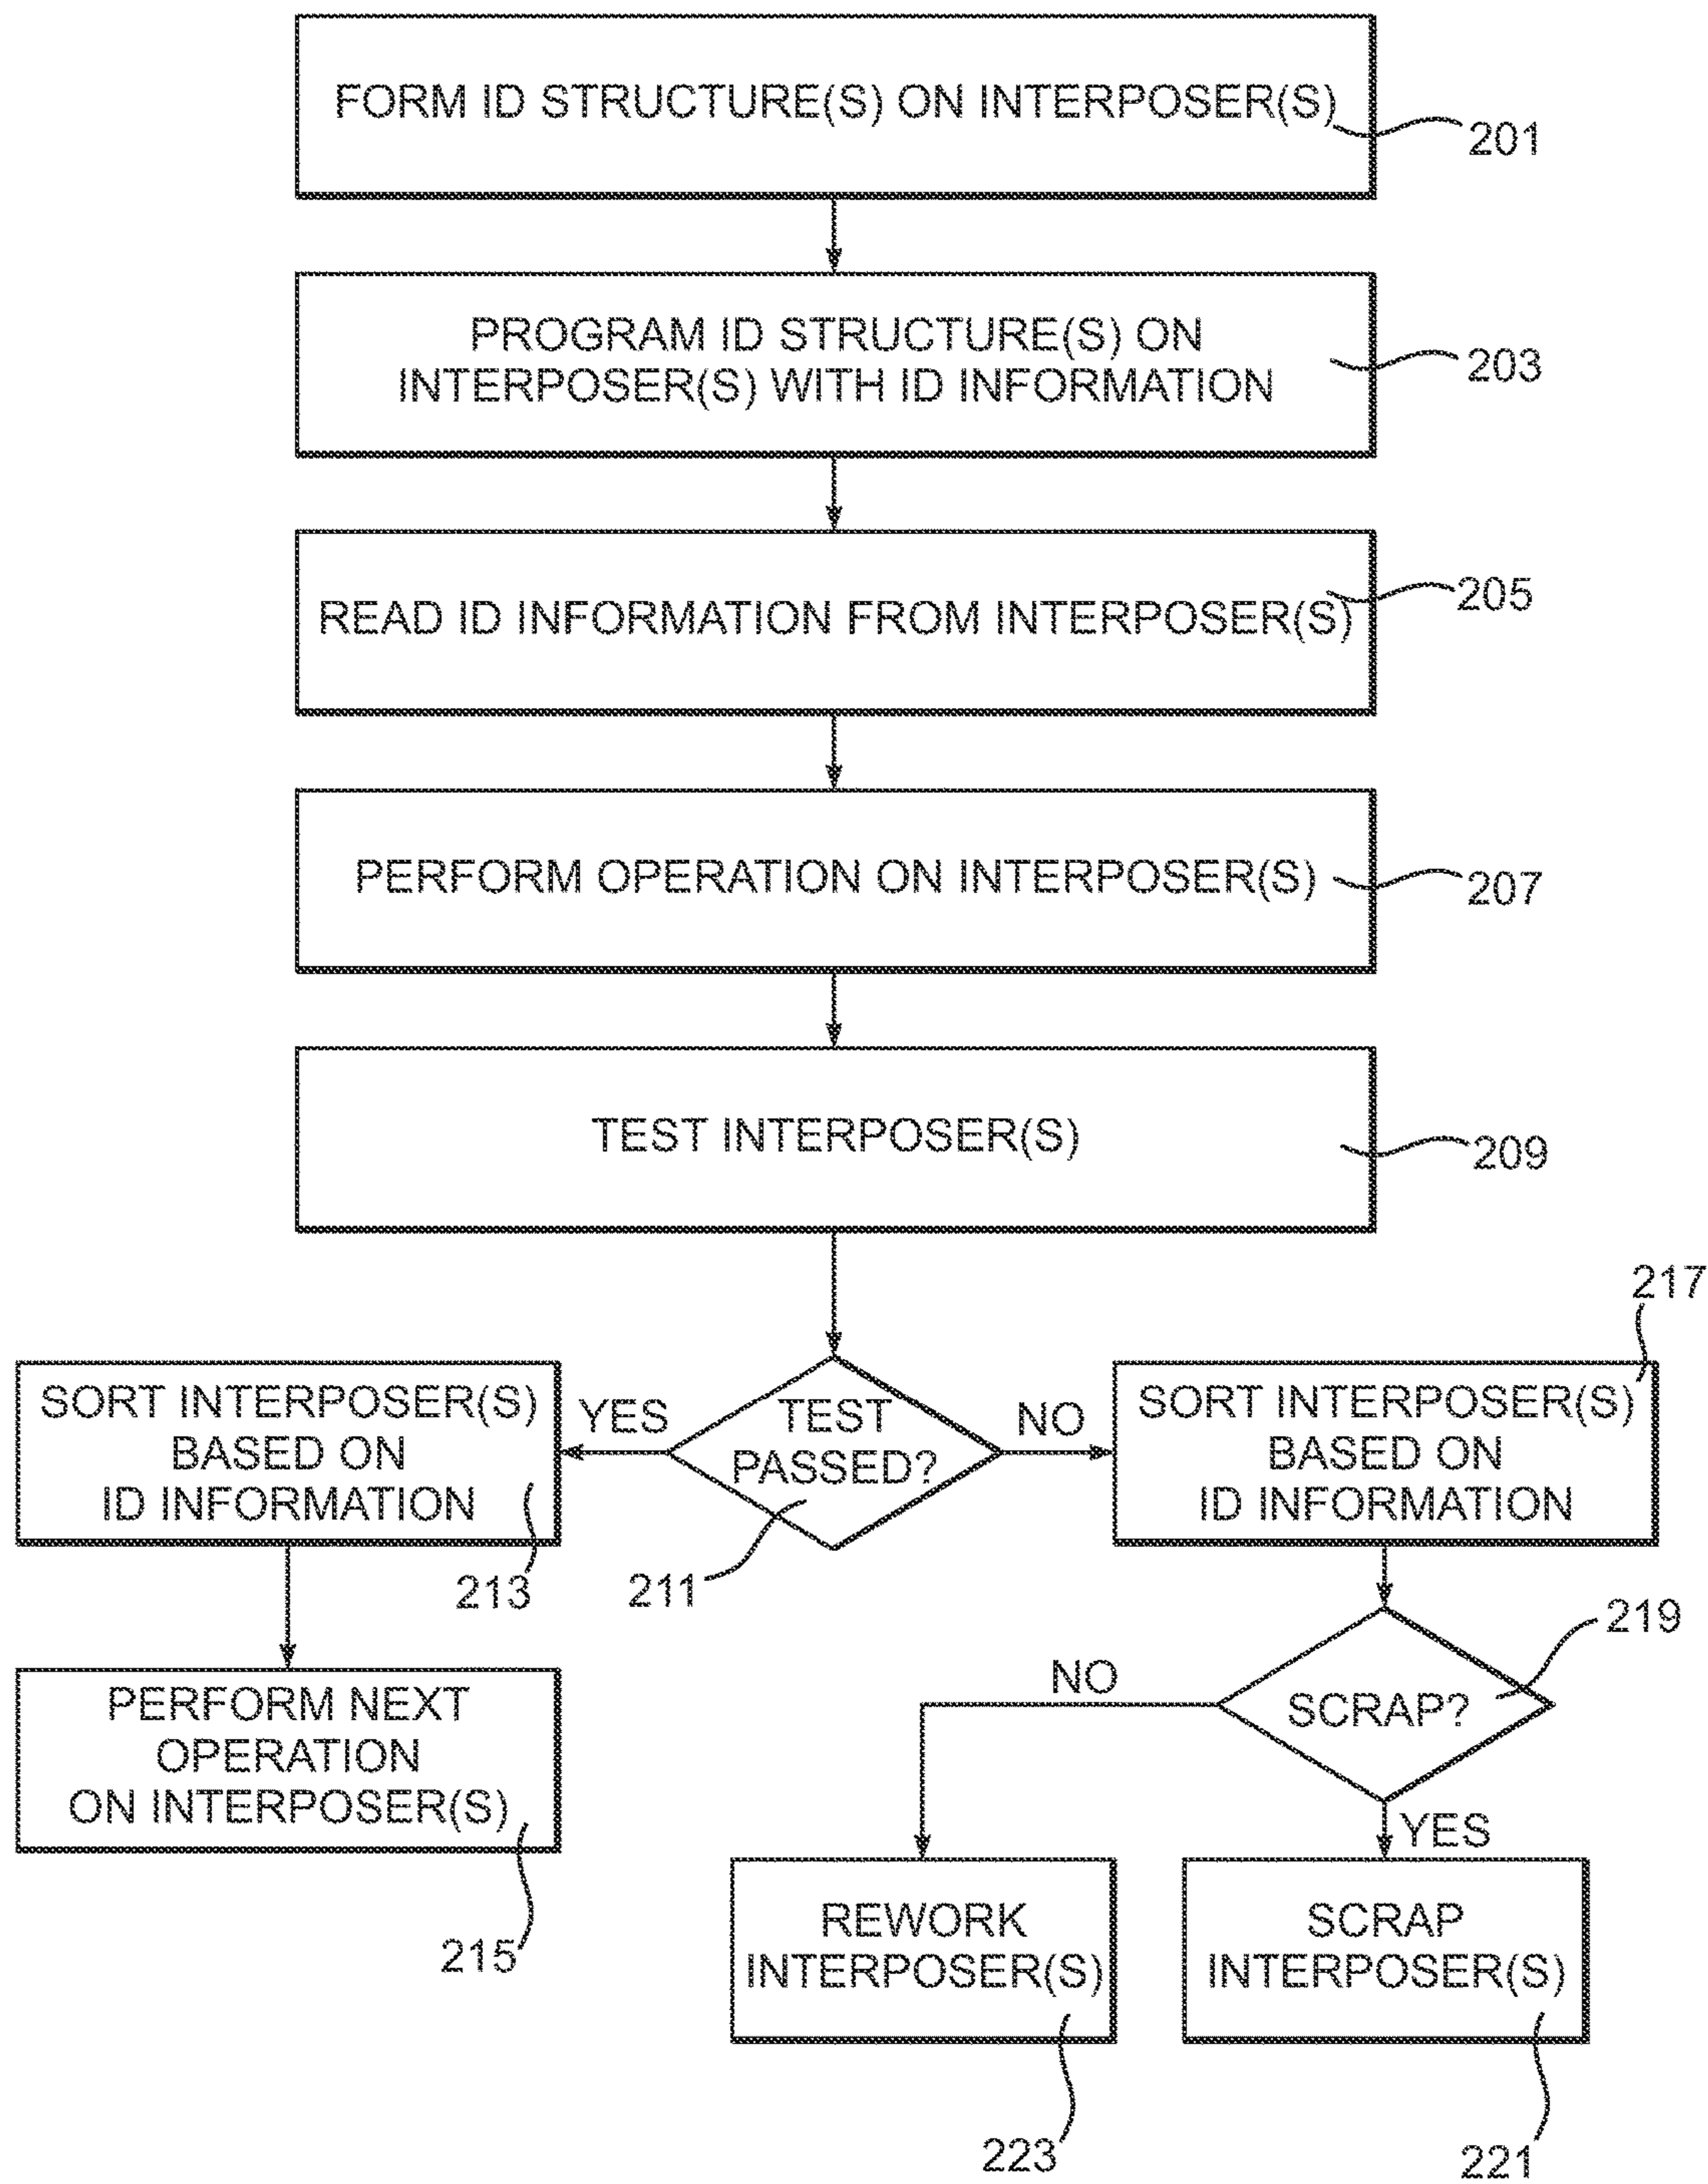 FORM ID STRUCTURE(S) ON INTERPOSER(S)
201
PROGRAM ID STRUCTURE(S) ON
INTERPOSER(S) WITH ID INFORMATION
203
READ ID INFORMATION FROM INTERPOSER(S)
205
PERFORM OPERATION ON INTERPOSER(S)
207
TEST INTERPOSER(S)
209
SORT INTERPOSER(S)
BASED ON
ID INFORMATION
213
YES
TEST
PASSED?
211
NO
217
SORT INTERPOSER(S)
BASED ON
ID INFORMATION
PERFORM NEXT
OPERATION
ON INTERPOSER(S)
215
219
SCRAP?
NO
YES
REWORK
INTERPOSER(S)
223
SCRAP
INTERPOSER(S)
221